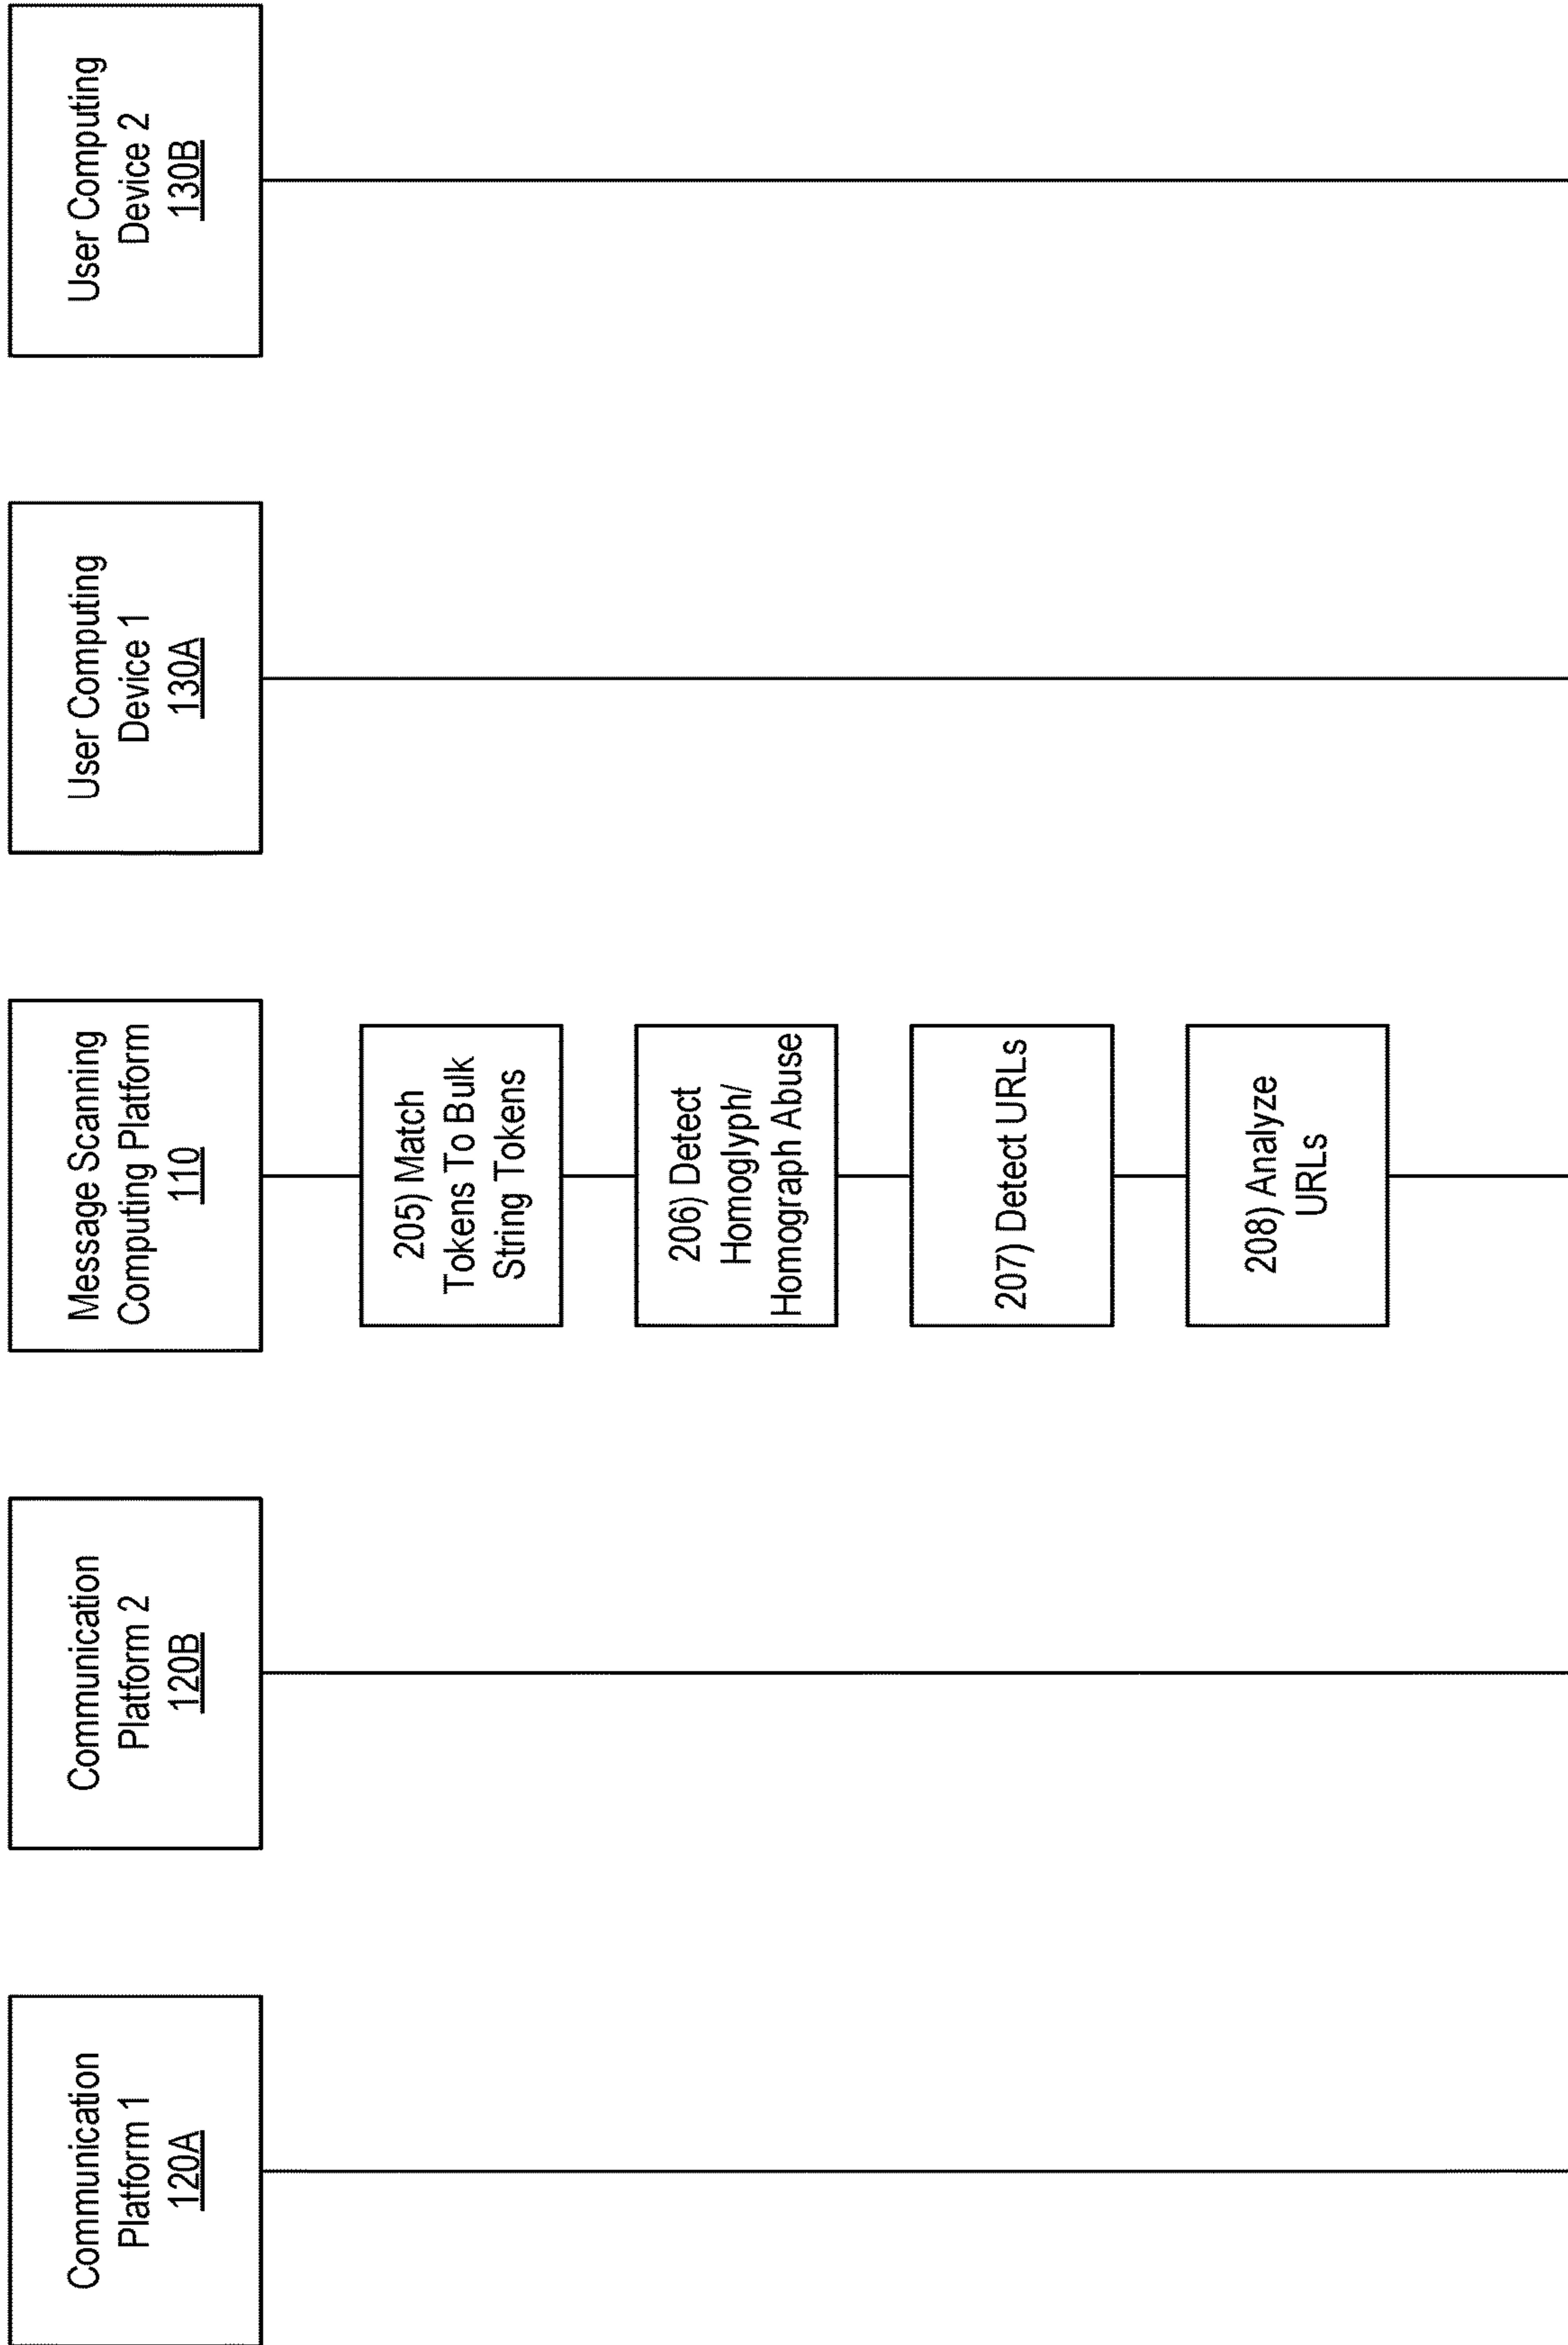 Communication
Platform 1
120A
Communication
Platform 2
120B
Message Scanning
Computing Platform
110
User Computing
Device 1
130A
User Computing
Device 2
130B
205) Match
Tokens To Bulk
String Tokens
206) Detect
Homoglyph/
Homograph Abuse
207) Detect URLs
208) Analyze
URLs